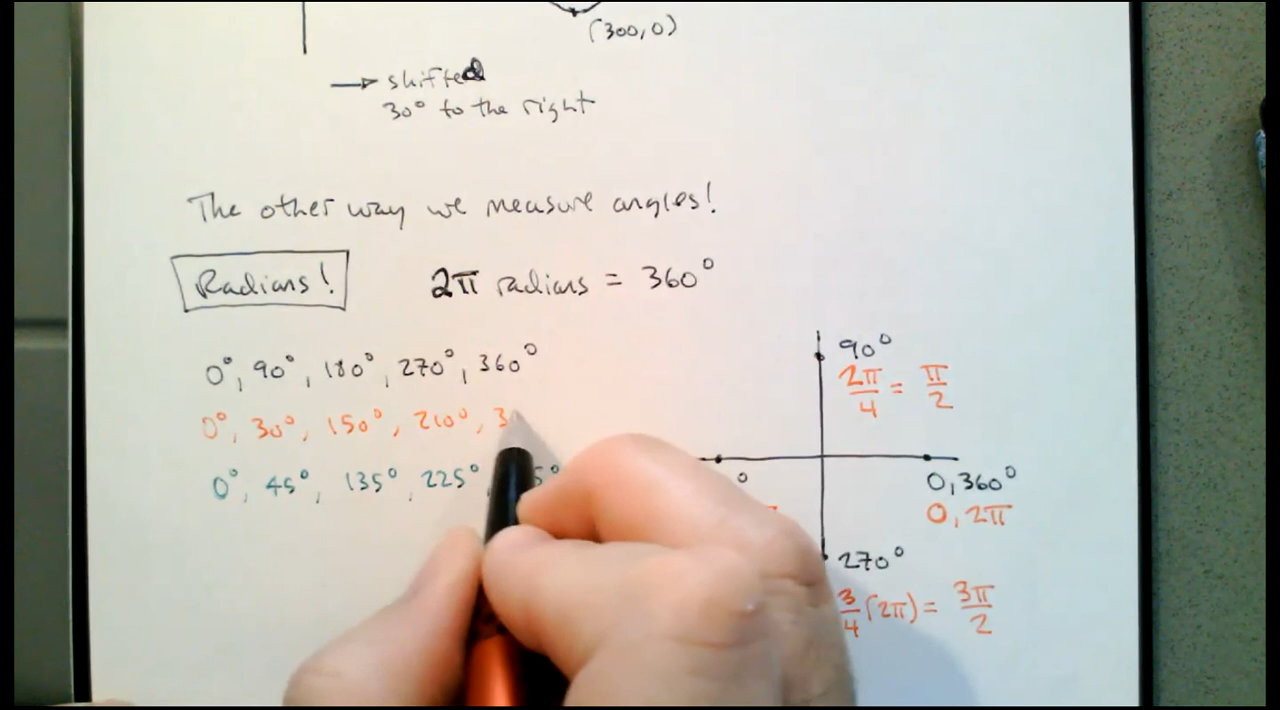 (300,0)
→ shifted
30° to the right
The other way we measure angles!
Radians!
2π radians = 360°
0°, 90°, 180°, 270°, 360°
0°, 30°, 150°, 210°, 3
0°, 45°, 135°, 225°, 5°
90°
2π/4 = π/2
0, 360°
0, 2π
270°
3/4 (2π) = 3π/2